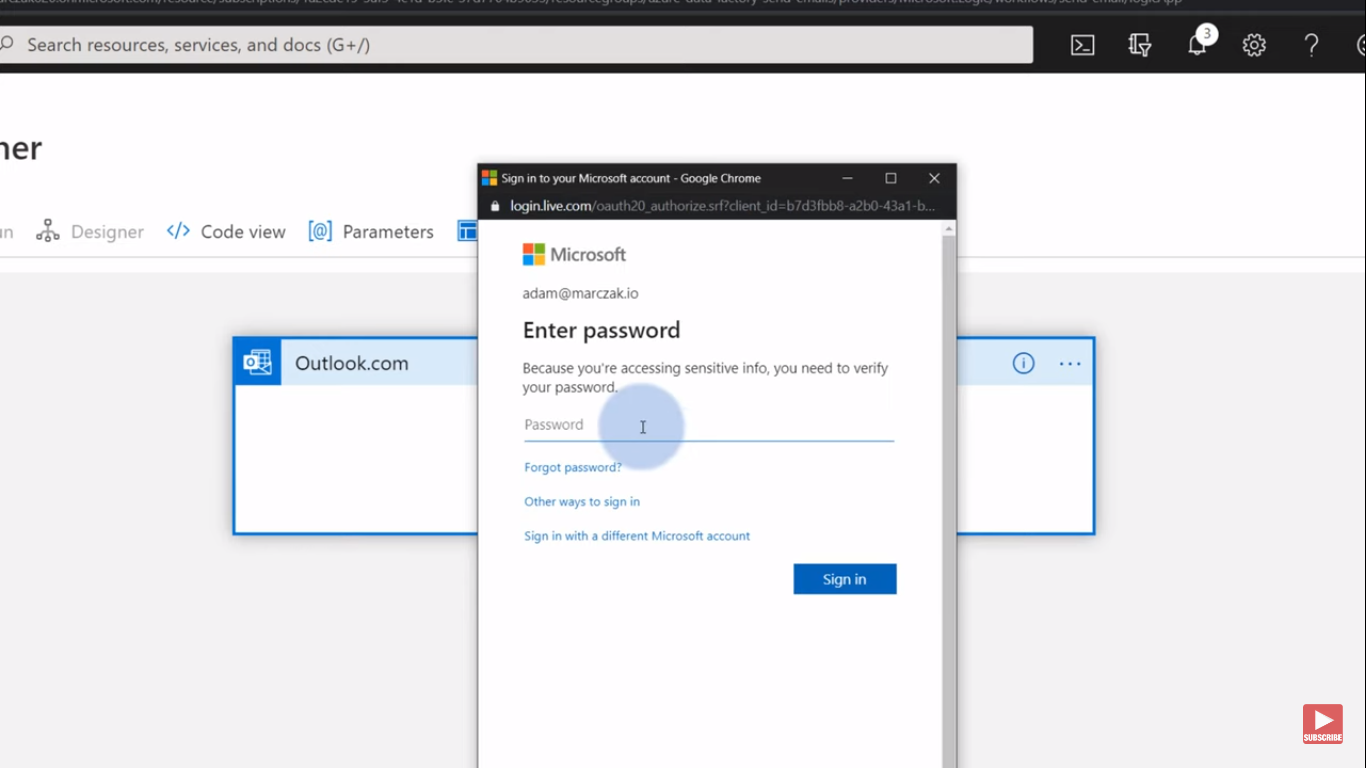 Search resources, services, and docs (G+/)
3
ner
Designer
</> Code view
[@] Parameters
Sign in to your Microsoft account - Google Chrome
login.live.com/oauth20_authorize.srf?client_id=b7d3fbb8-a2b0-43a1-b...
Microsoft
adam@marczak.io
Enter password
Because you're accessing sensitive info, you need to verify
your password.
Password
Forgot password?
Other ways to sign in
Sign in with a different Microsoft account
Sign in
Outlook.com
SUBSCRIBE